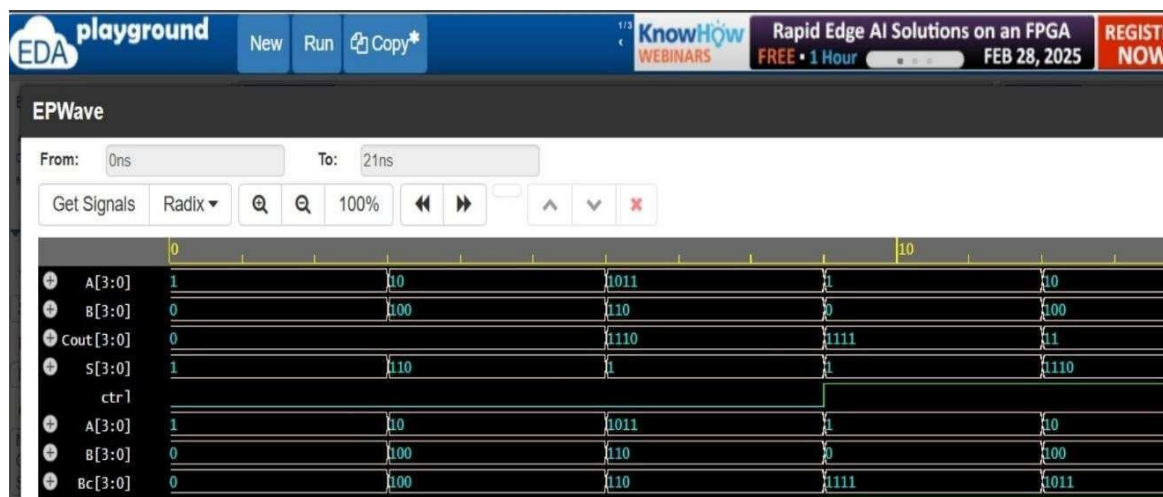 EDA playground New Run Copy*
1/3 KnowHow WEBINARS Rapid Edge AI Solutions on an FPGA FREE • 1 Hour FEB 28, 2025 REGIST NOW
EPWave
From: 0ns To: 21ns
Get Signals Radix 100%
0 10
A[3:0] 1 10 1011 1 10
B[3:0] 0 100 110 0 100
Cout[3:0] 0 1110 1111 11
S[3:0] 1 110 1 1 1110
ctrl
A[3:0] 1 10 1011 1 10
B[3:0] 0 100 110 0 100
Bc[3:0] 0 100 110 1111 1011